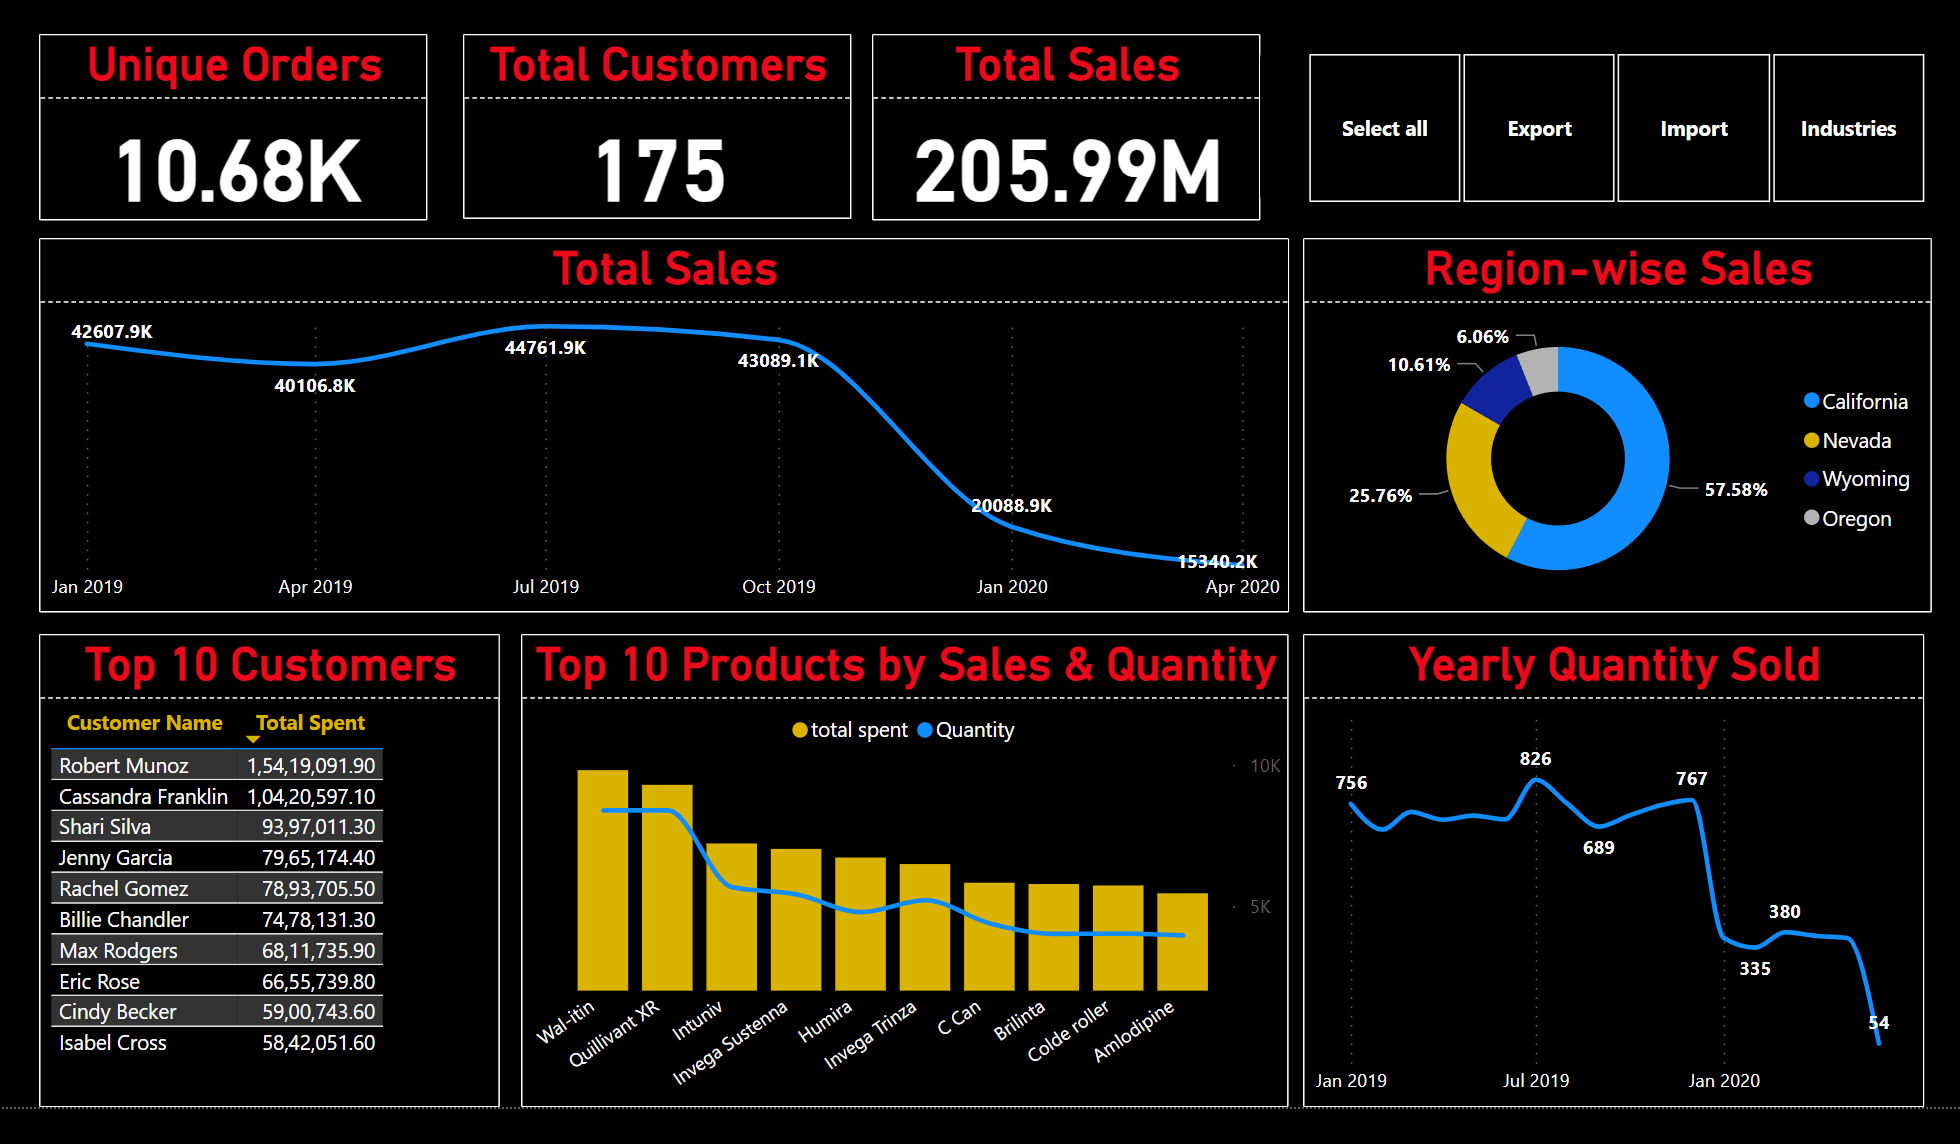 Unique Orders
10.68K
Total Customers
175
Total Sales
205.99M
Select all
Export
Import
Industries
Total Sales
42607.9K
40106.8K
44761.9K
43089.1K
20088.9K
15340.2K
Jan 2019
Apr 2019
Jul 2019
Oct 2019
Jan 2020
Apr 2020
Region-wise Sales
6.06%
10.61%
25.76%
57.58%
California
Nevada
Wyoming
Oregon
Top 10 Customers
Customer Name Total Spent
Robert Munoz 1,54,19,091.90
Cassandra Franklin 1,04,20,597.10
Shari Silva 93,97,011.30
Jenny Garcia 79,65,174.40
Rachel Gomez 78,93,705.50
Billie Chandler 74,78,131.30
Max Rodgers 68,11,735.90
Eric Rose 66,55,739.80
Cindy Becker 59,00,743.60
Isabel Cross 58,42,051.60
Top 10 Products by Sales & Quantity
total spent Quantity
10K
5K
Wal-itin
Quillivant XR
Intuniv
Invega Sustenna
Humira
Invega Trinza
C Can
Brilinta
Colde roller
Amlodipine
Yearly Quantity Sold
756
826
689
767
335
380
54
Jan 2019
Jul 2019
Jan 2020